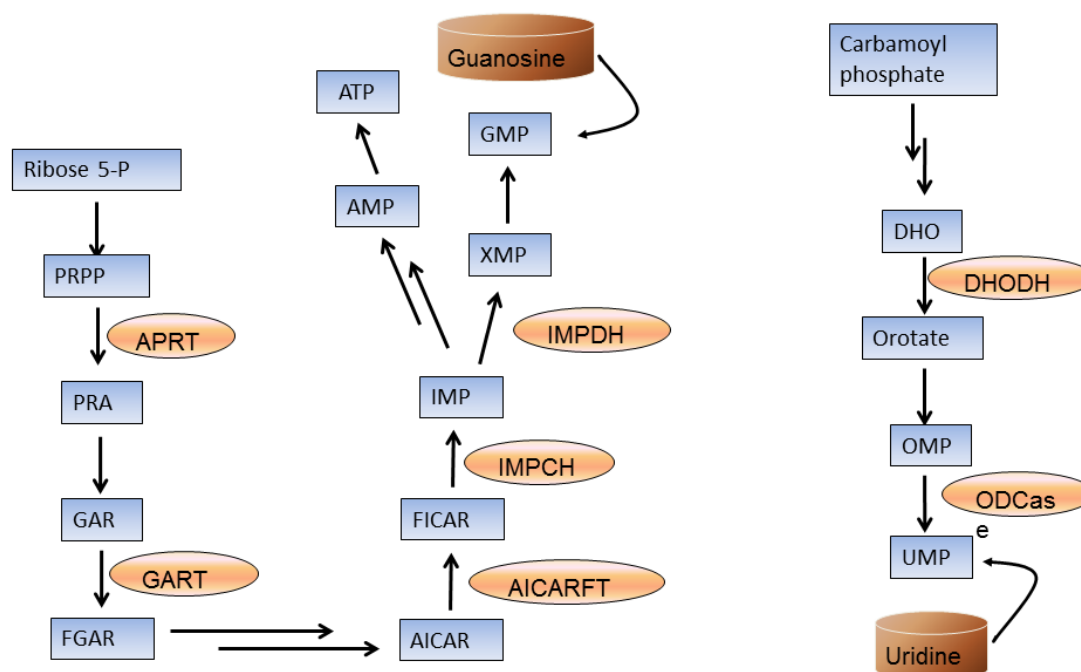 Ribose 5-P
PRPP
APRT
PRA
GAR
GART
FGAR
AICAR
AICARFT
FICAR
IMPCH
IMP
IMPDH
AMP
ATP
XMP
GMP
Guanosine
Carbamoyl
phosphate
DHO
DHODH
Orotate
OMP
ODCas
e
UMP
Uridine